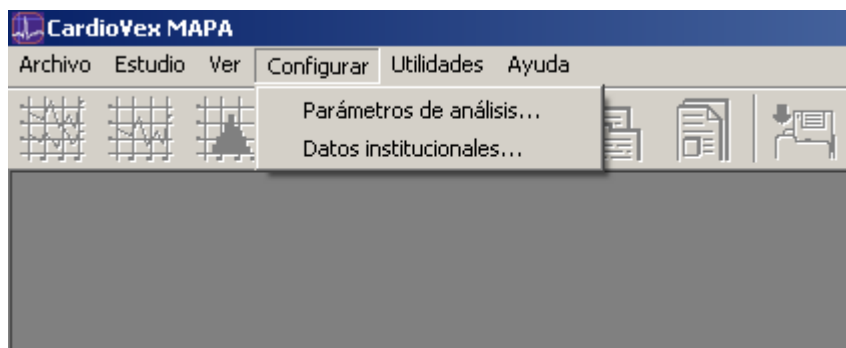 CardioVex MAPA
Archivo Estudio Ver Configurar Utilidades Ayuda
Parámetros de análisis...
Datos institucionales...